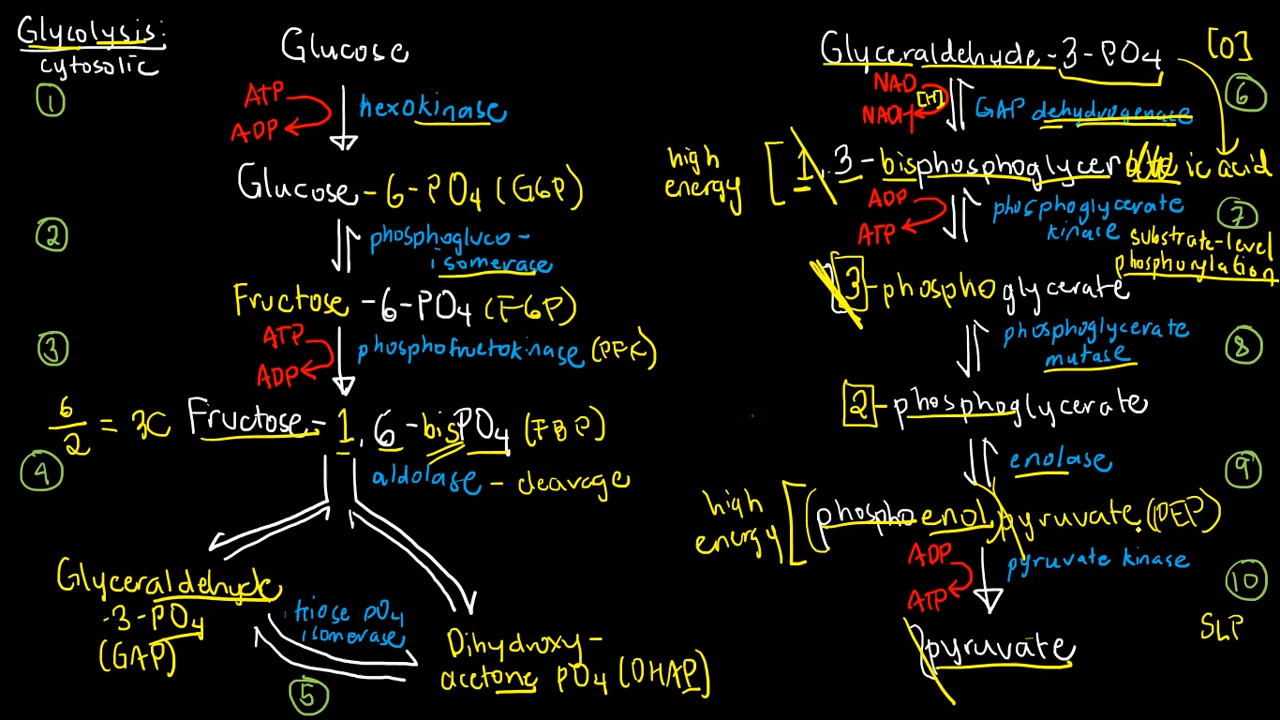 Glycolysis:
cytosolic
Glucose
①
ATP
ADP
hexokinase
Glucose-6-PO4 (G6P)
②
phosphogluco-
isomerase
Fructose-6-PO4 (F6P)
③
ATP
ADP
phosphofructokinase (PFK)
6/2 = 3C
Fructose-1,6-bisPO4 (FBP)
④
aldolase - cleavage
Glyceraldehyde
-3-PO4
(GAP)
triose PO4
isomerase
Dihydroxy-
acetone PO4 (DHAP)
⑤
Glyceraldehyde-3-PO4
[O]
⑥
NAD
[H]
NADH
GAP dehydrogenase
high
energy
[1,3-bisphosphoglyceric acid
⑦
ADP
ATP
phosphoglycerate
kinase
substrate-level
phosphorylation
3-phosphoglycerate
phosphoglycerate
mutase
⑧
2-phosphoglycerate
enolase
⑨
high
energy
[(phosphoenol)pyruvate (PEP)
ADP
ATP
pyruvate kinase
⑩
SLP
pyruvate